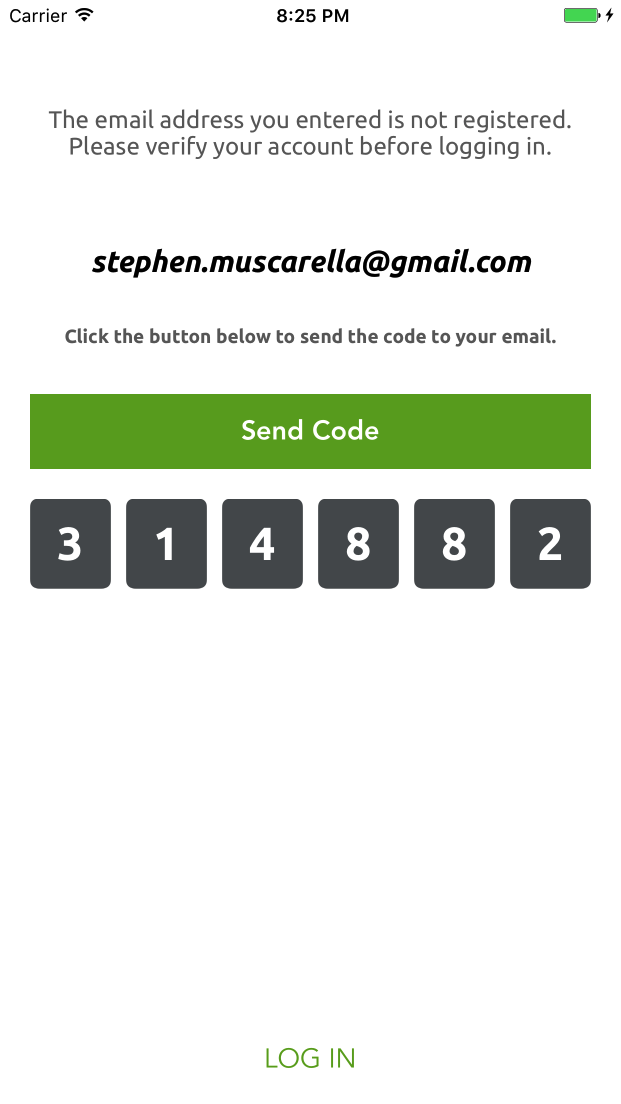 Carrier 8:25 PM
The email address you entered is not registered.
Please verify your account before logging in.
stephen.muscarella@gmail.com
Click the button below to send the code to your email.
Send Code
3 1 4 8 8 2
LOG IN